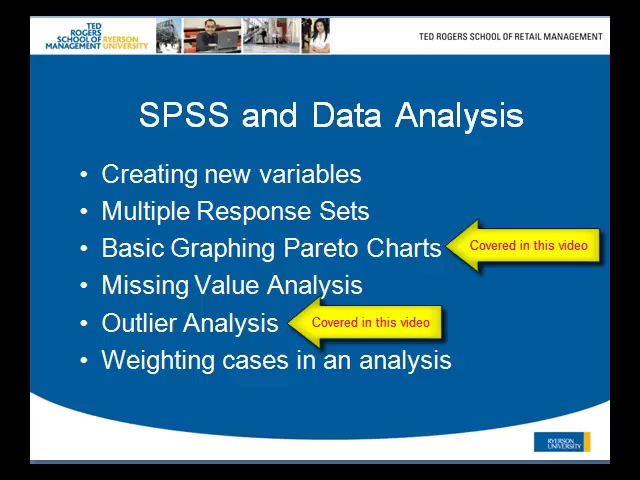 TED
ROGERS
SCHOOL OF RYERSON
MANAGEMENT UNIVERSITY
TED ROGERS SCHOOL OF RETAIL MANAGEMENT
SPSS and Data Analysis
• Creating new variables
• Multiple Response Sets
• Basic Graphing Pareto Charts
Covered in this video
• Missing Value Analysis
• Outlier Analysis
Covered in this video
• Weighting cases in an analysis
RYERSON
UNIVERSITY